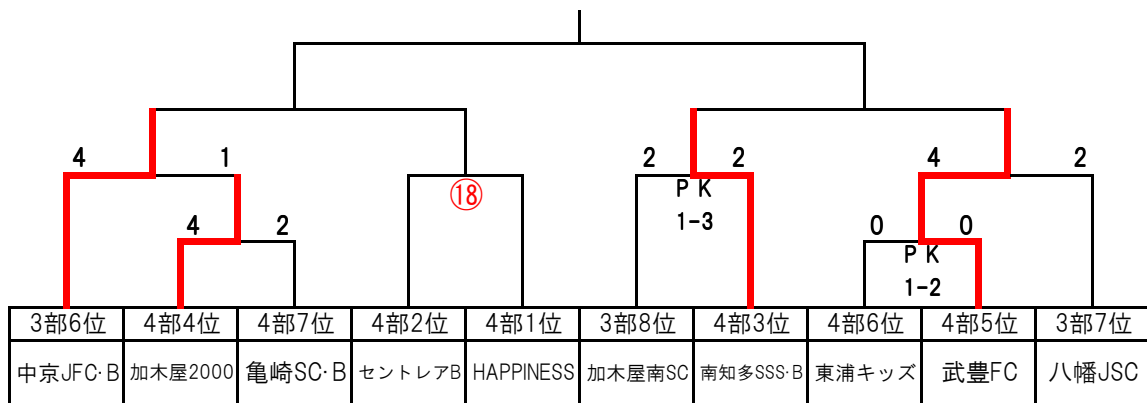 4 1 2 2 4 2
⑱ PK
1-3
4 2 0 0
PK
1-2
3部6位 4部4位 4部7位 4部2位 4部1位 3部8位 4部3位 4部6位 4部5位 3部7位
中京JFC・B 加木屋2000 亀崎SC・B セントレアB HAPPINESS 加木屋南SC 南知多SSS・B 東浦キッズ 武豊FC 八幡JSC